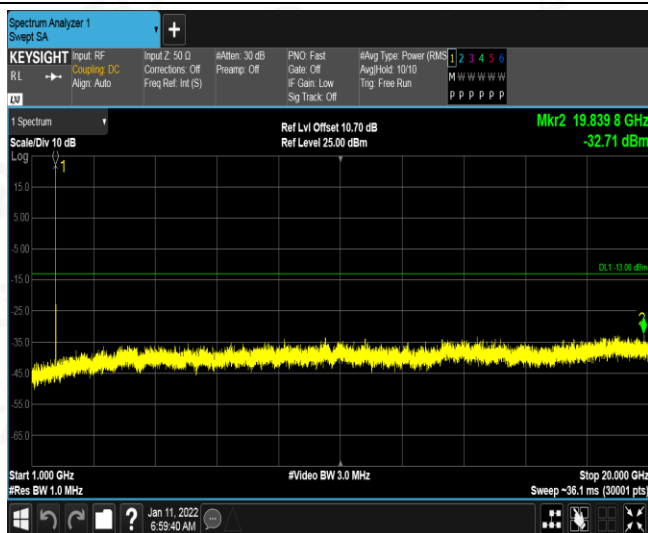 Spectrum Analyzer 1
Swept SA
+
KEYSIGHT Input: RF Input Z: 50 Ω #Atten: 30 dB PNO: Fast #Avg Type: Power (RMS 1 2 3 4 5 6
RL Coupling: DC Corrections: Off Preamp: Off Gate: Off Avg|Hold: 10/10 M W W W W W
Align: Auto Freq Ref: Int (S) IF Gain: Low Trig: Free Run
Sig Track: Off P P P P P P
LXI
1 Spectrum Ref Lvl Offset 10.70 dB Mkr2 19.839 8 GHz
Scale/Div 10 dB Ref Level 25.00 dBm -32.71 dBm
Log
1
15.0
5.00
-5.00
DL1 -13.00 dBm
-15.0
-25.0
2
-35.0
-45.0
-55.0
-65.0
Start 1.000 GHz #Video BW 3.0 MHz Stop 20.000 GHz
#Res BW 1.0 MHz Sweep ~36.1 ms (30001 pts)
? Jan 11, 2022
6:59:40 AM